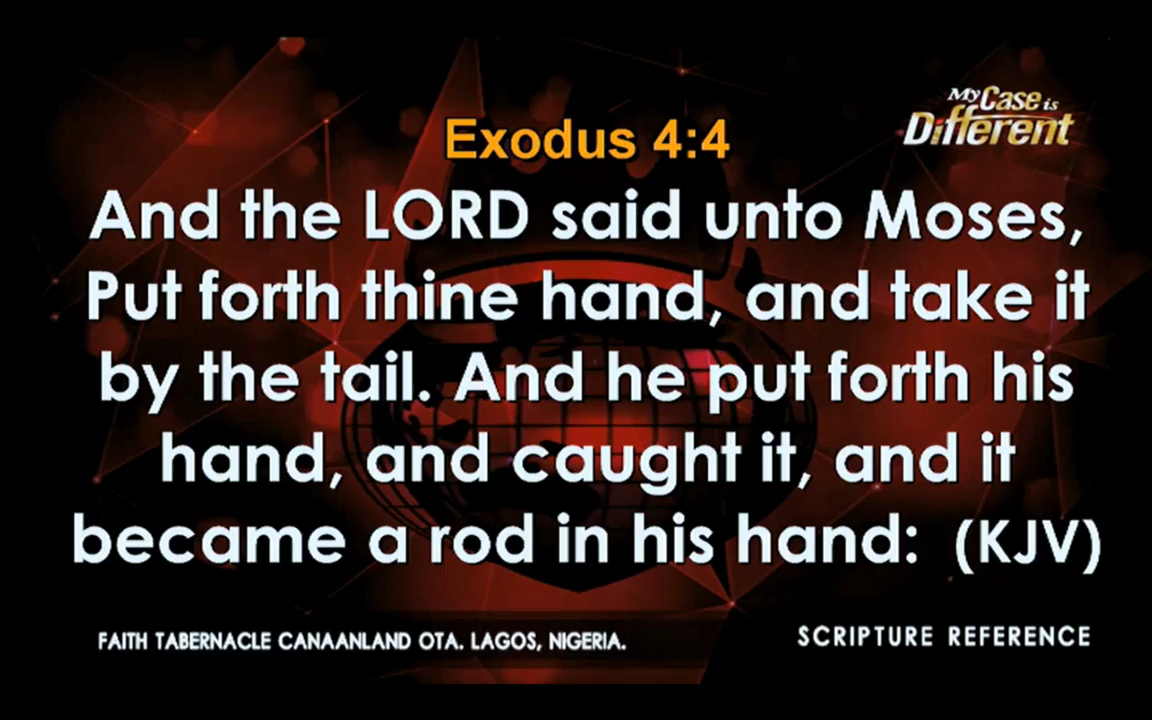 My Case is
Different
Exodus 4:4
And the LORD said unto Moses,
Put forth thine hand, and take it
by the tail. And he put forth his
hand, and caught it, and it
became a rod in his hand:  (KJV)
FAITH TABERNACLE CANAANLAND OTA. LAGOS, NIGERIA.
SCRIPTURE REFERENCE